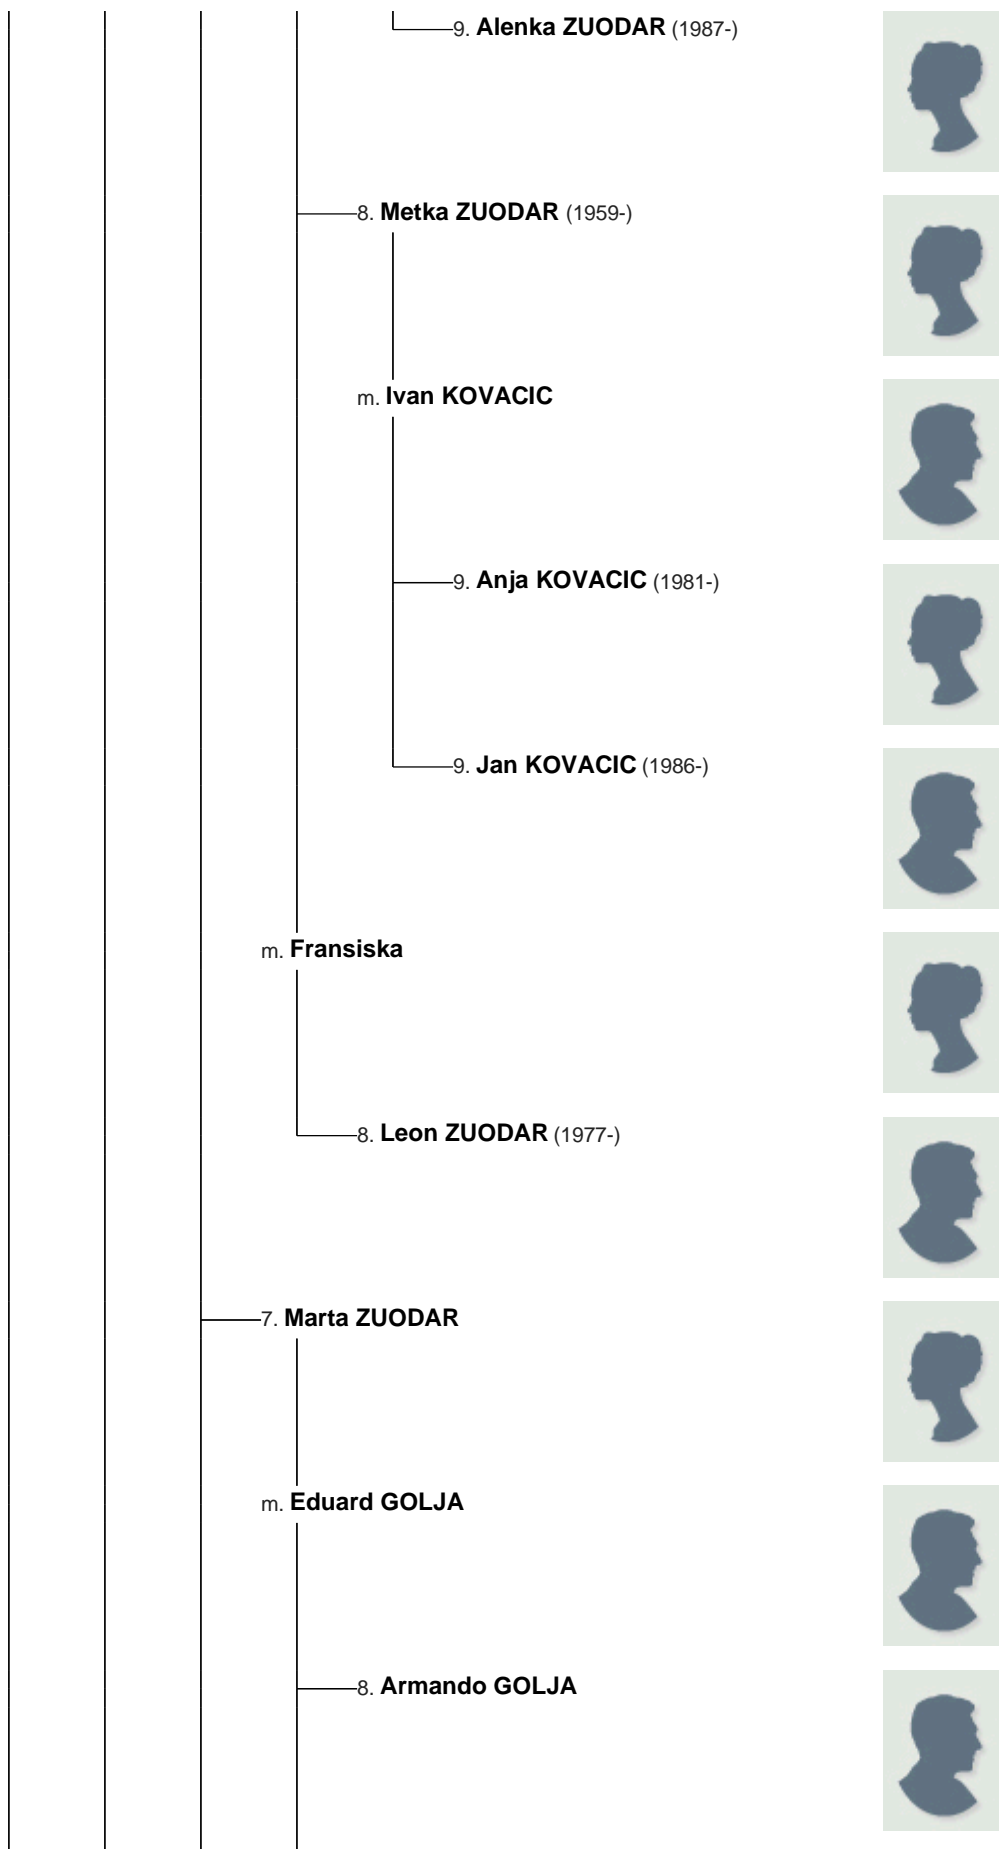 9. Alenka ZUODAR (1987-)
8. Metka ZUODAR (1959-)
m. Ivan KOVACIC
9. Anja KOVACIC (1981-)
9. Jan KOVACIC (1986-)
m. Fransiska
8. Leon ZUODAR (1977-)
7. Marta ZUODAR
m. Eduard GOLJA
8. Armando GOLJA